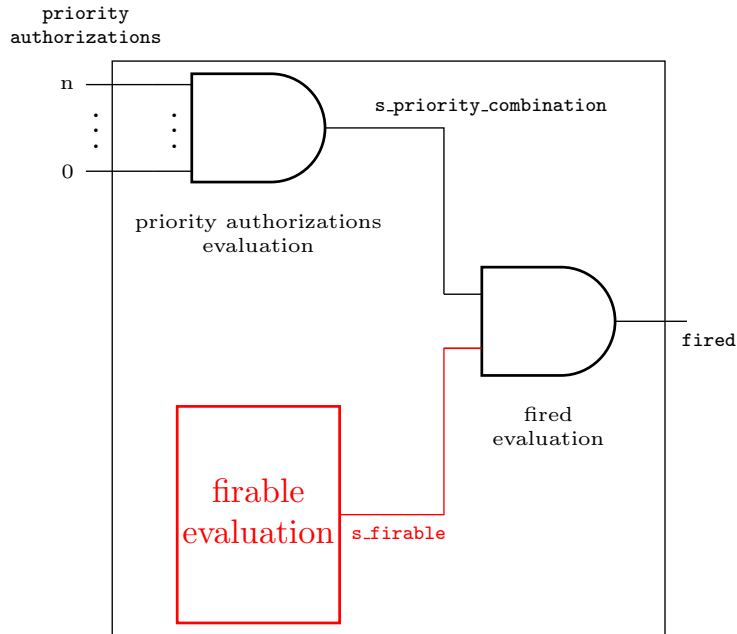 priority
authorizations
n
s_priority_combination
0
priority authorizations
evaluation
fired
fired
evaluation
firable
evaluation
s_firable